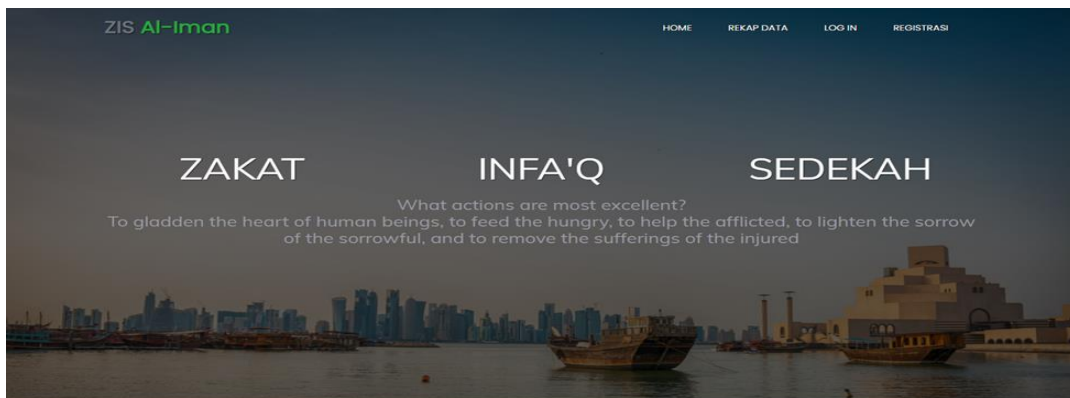 ZIS Al-Iman HOME REKAP DATA LOG IN REGISTRASI
ZAKAT INFA'Q SEDEKAH
What actions are most excellent?
To gladden the heart of human beings, to feed the hungry, to help the afflicted, to lighten the sorrow
of the sorrowful, and to remove the sufferings of the injured